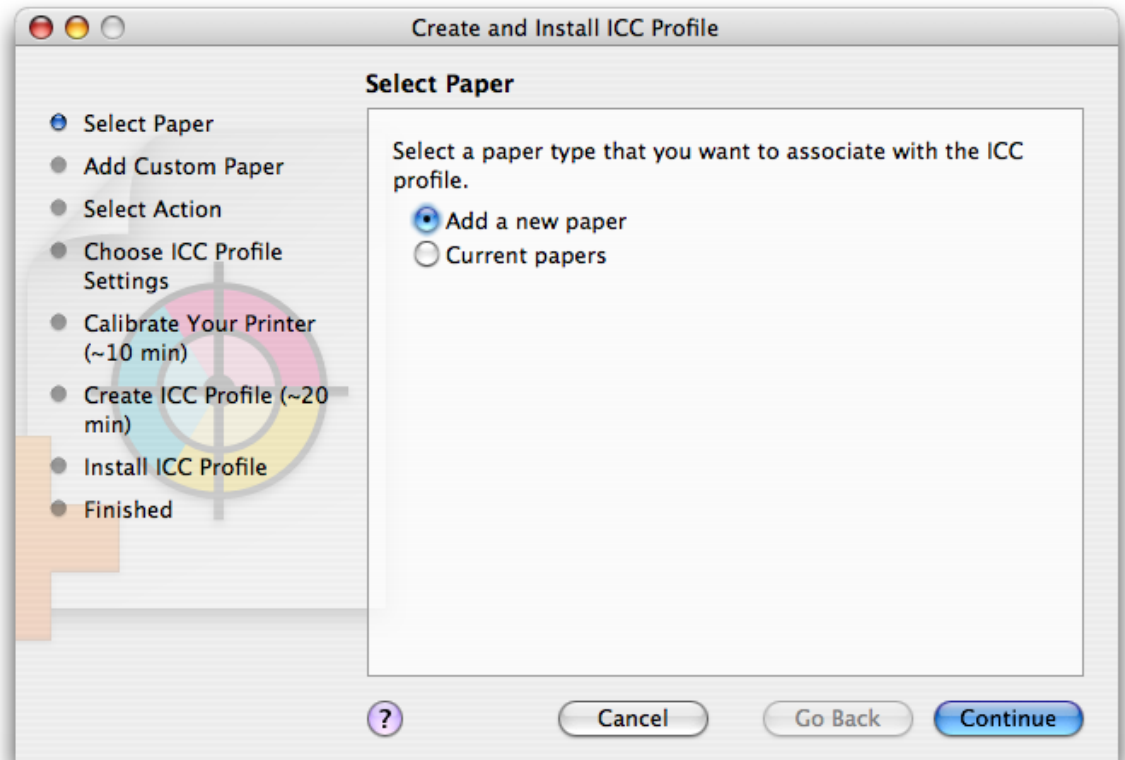 Create and Install ICC Profile
Select Paper
Select Paper
Add Custom Paper
Select Action
Choose ICC Profile
Settings
Calibrate Your Printer
(~10 min)
Create ICC Profile (~20
min)
Install ICC Profile
Finished
Select a paper type that you want to associate with the ICC
profile.
Add a new paper
Current papers
?
Cancel
Go Back
Continue